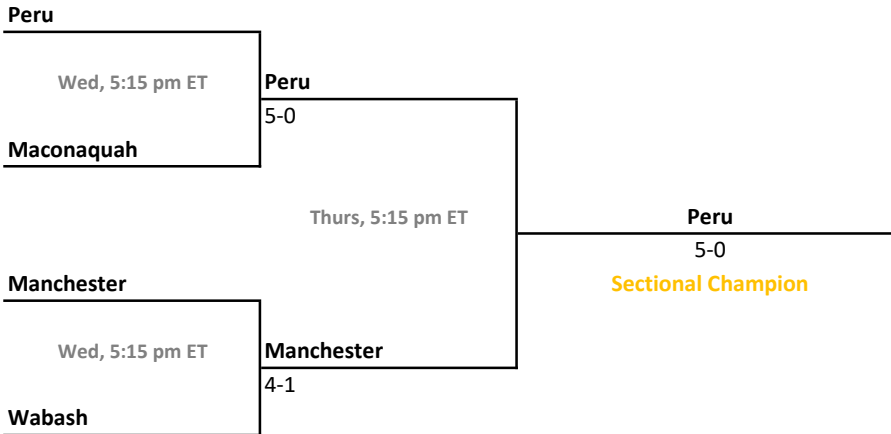 Peru
Wed, 5:15 pm ET
Peru
5-0
Maconaquah
Thurs, 5:15 pm ET
Peru
5-0
Manchester
Sectional Champion
Wed, 5:15 pm ET
Manchester
4-1
Wabash